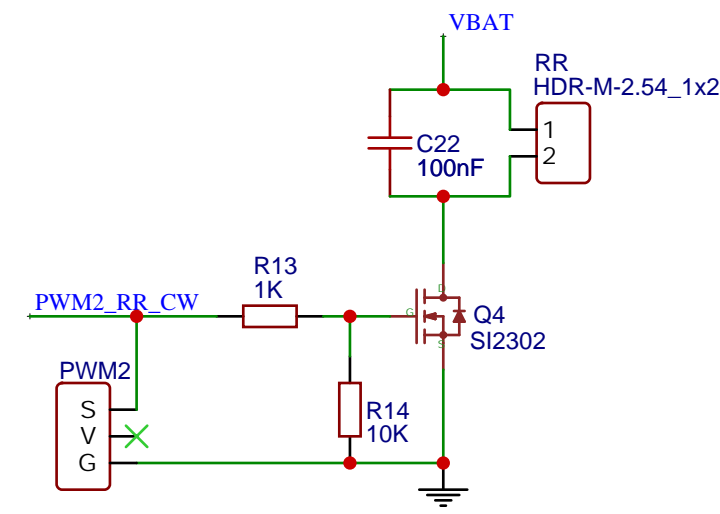 VBAT
RR
HDR-M-2.54_1x2
1
2
C22
100nF
R13
1K
PWM2_RR_CW
D
G
S
Q4
SI2302
PWM2
S
V
G
R14
10K